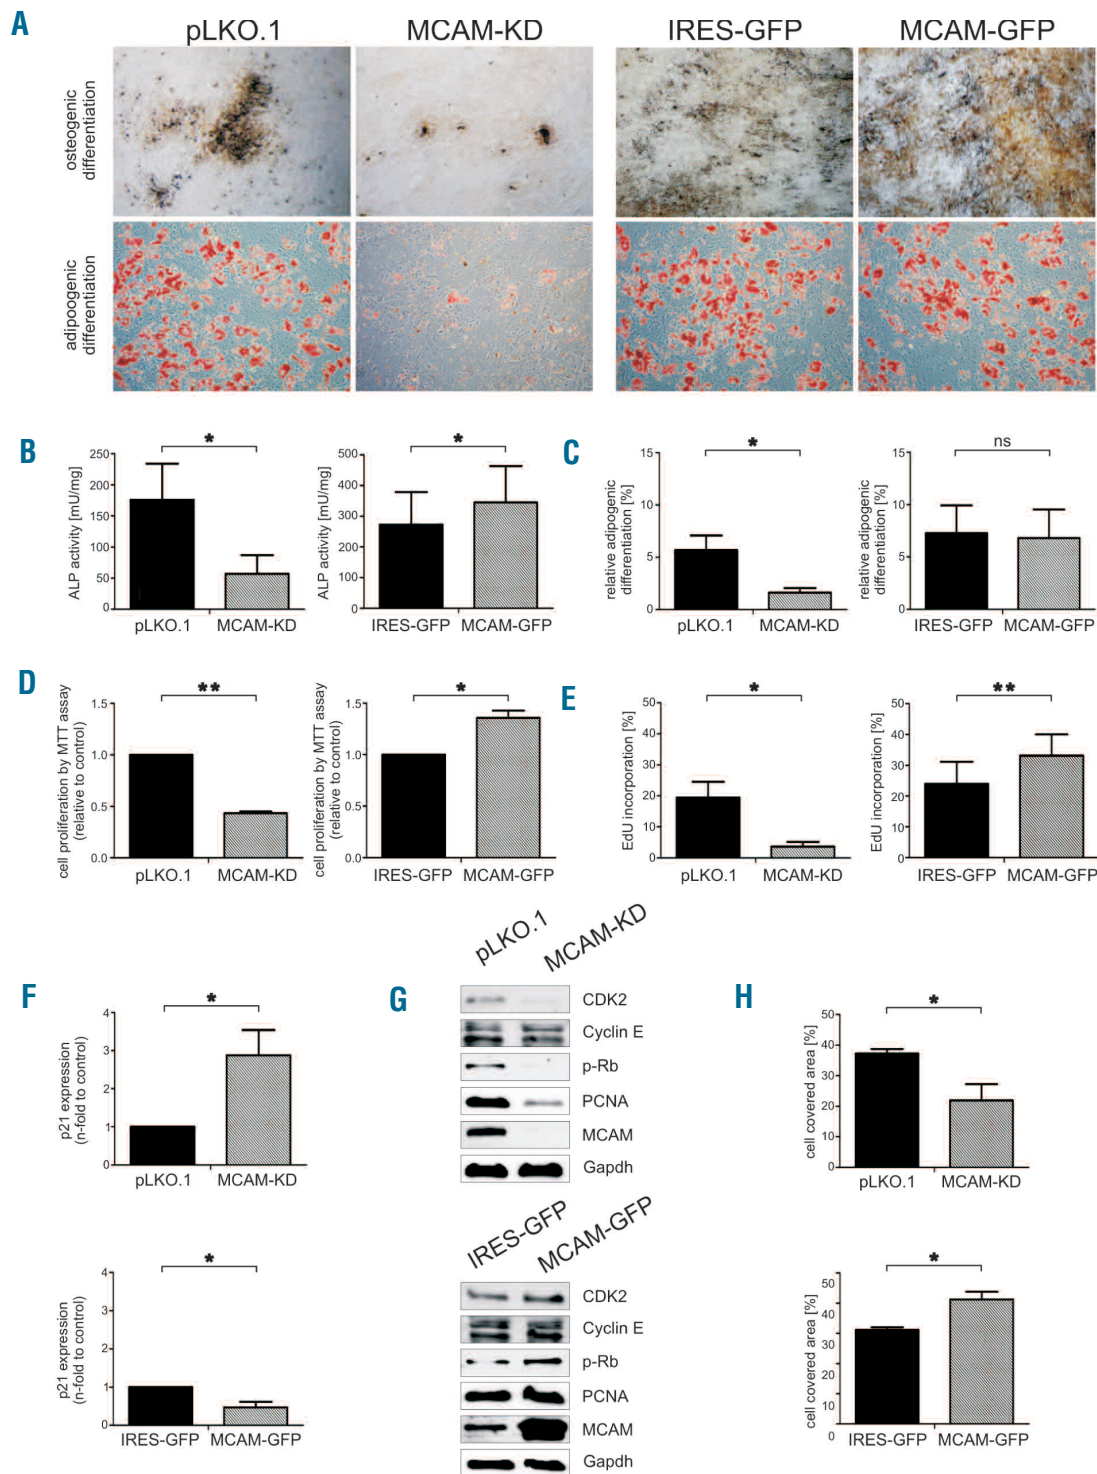 A
pLKO.1 MCAM-KD IRES-GFP MCAM-GFP
osteogenic
differentiation
adipoogenic
differentiation
B
ALP activity [mU/mg]
250
200
150
100
50
0
*
pLKO.1 MCAM-KD
ALP activity [mU/mg]
500
400
300
200
100
0
*
IRES-GFP MCAM-GFP
C
relative adipogenic
differentiation [%]
15
10
5
0
*
pLKO.1 MCAM-KD
relative adipogenic
differentiation [%]
15
10
5
0
ns
IRES-GFP MCAM-GFP
D
cell proliferation by MTT assay
(relative to control)
1.5
1.0
0.5
0.0
**
pLKO.1 MCAM-KD
cell proliferation by MTT assay
(relative to control)
1.5
1.0
0.5
0.0
*
IRES-GFP MCAM-GFP
E
EdU incorporation [%]
50
40
30
20
10
0
*
pLKO.1 MCAM-KD
EdU incorporation [%]
50
40
30
20
10
0
**
IRES-GFP MCAM-GFP
F
p21 expression
(n-fold to control)
4
3
2
1
0
*
pLKO.1 MCAM-KD
p21 expression
(n-fold to control)
4
3
2
1
0
*
IRES-GFP MCAM-GFP
G
pLKO.1 MCAM-KD
CDK2
Cyclin E
p-Rb
PCNA
MCAM
Gapdh
IRES-GFP MCAM-GFP
CDK2
Cyclin E
p-Rb
PCNA
MCAM
Gapdh
H
cell covered area [%]
50
40
30
20
10
0
*
pLKO.1 MCAM-KD
cell covered area [%]
50
40
30
20
10
0
*
IRES-GFP MCAM-GFP